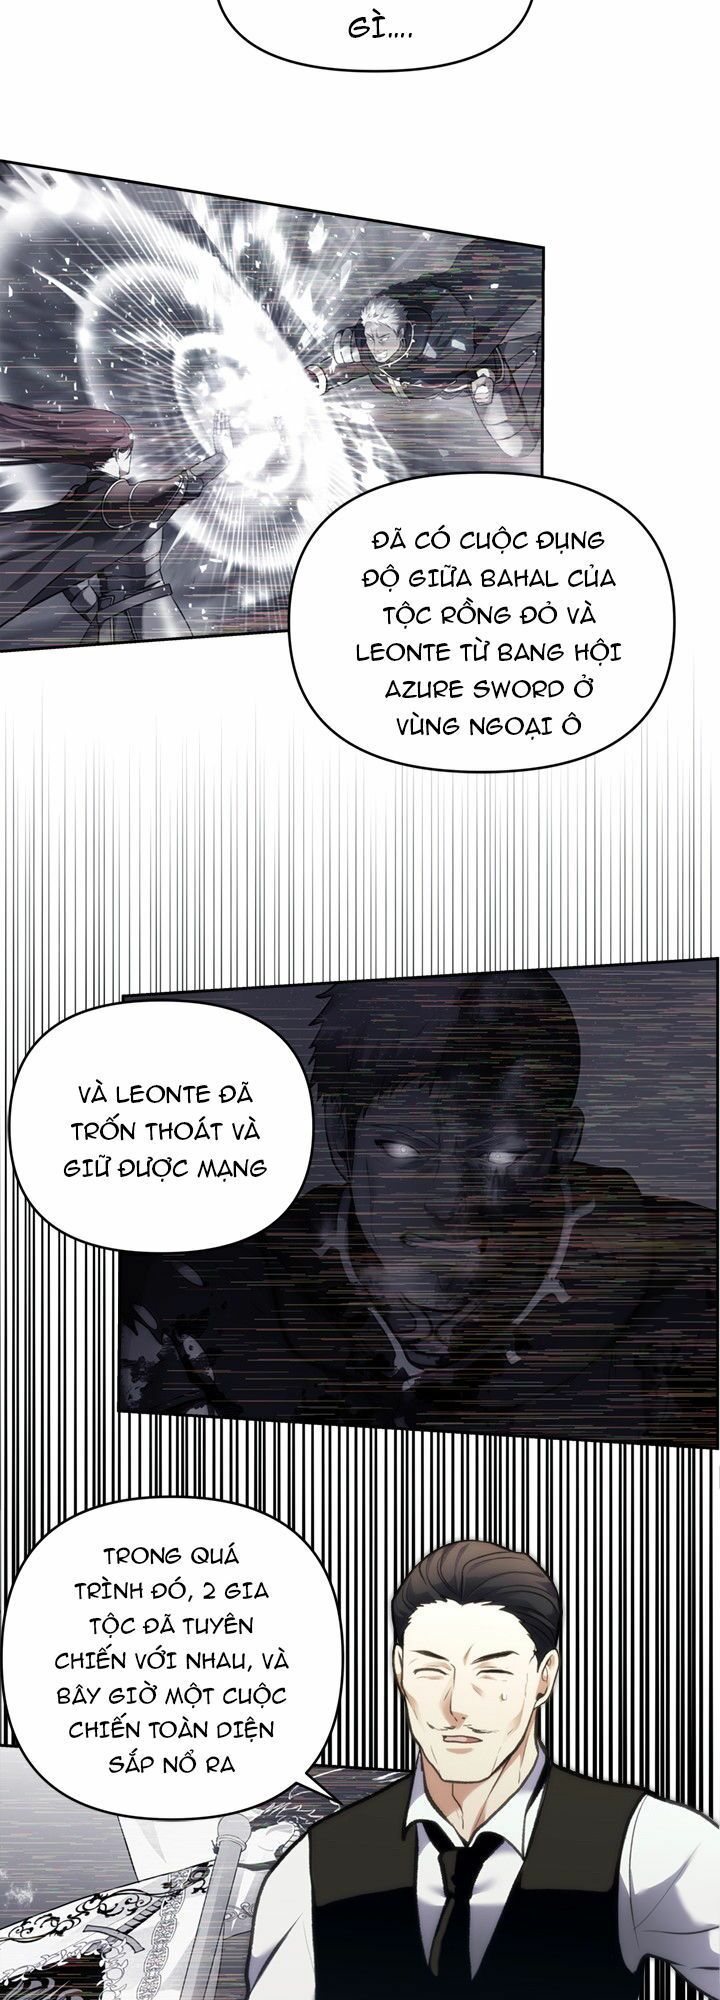 GÌ....
ĐÃ CÓ CUỘC ĐỤNG
ĐỘ GIỮA BAHAL CỦA
TỘC RỒNG ĐỎ VÀ
LEONTE TỪ BANG HỘI
AZURE SWORD Ở
VÙNG NGOẠI Ô
VÀ LEONTE ĐÃ
TRỐN THOÁT VÀ
GIỮ ĐƯỢC MẠNG
TRONG QUÁ
TRÌNH ĐÓ, 2 GIA
TỘC ĐÃ TUYÊN
CHIẾN VỚI NHAU, VÀ
BÂY GIỜ MỘT CUỘC
CHIẾN TOÀN DIỆN
SẮP NỔ RA